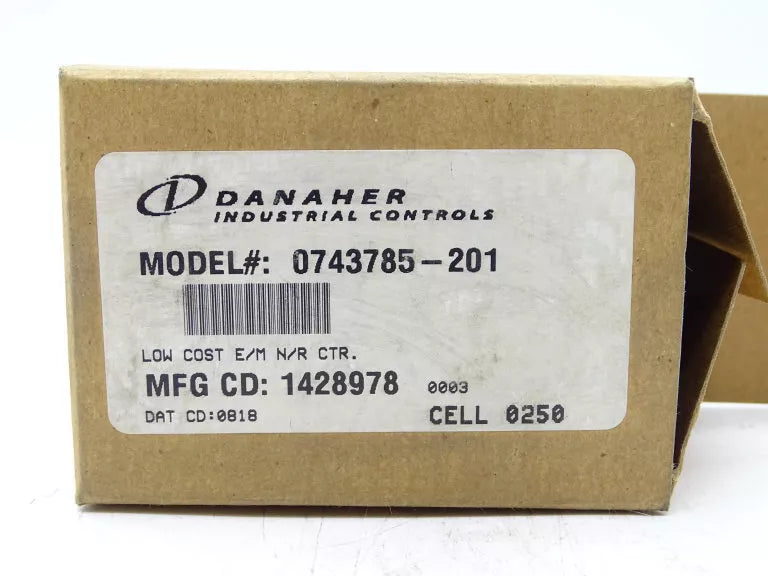 DANAHER
INDUSTRIAL CONTROLS
MODEL#: 0743785-201
LOW COST E/M N/R CTR.
MFG CD: 1428978 0003
DAT CD:0818 CELL 0250